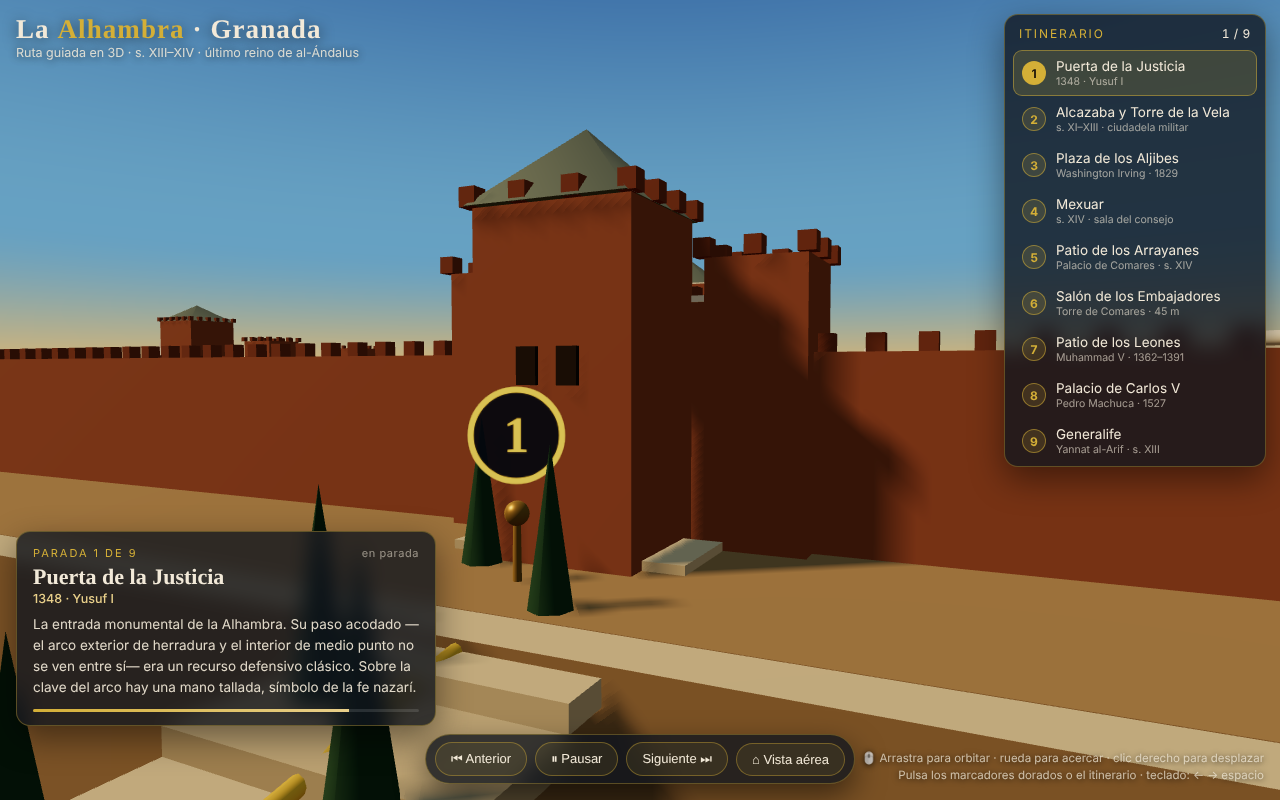 La Alhambra · Granada
Ruta guiada en 3D · s. XIII–XIV · último reino de al-Ándalus
ITINERARIO 1 / 9
1 Puerta de la Justicia
1348 · Yusuf I
2 Alcazaba y Torre de la Vela
s. XI–XIII · ciudadela militar
3 Plaza de los Aljibes
Washington Irving · 1829
4 Mexuar
s. XIV · sala del consejo
5 Patio de los Arrayanes
Palacio de Comares · s. XIV
6 Salón de los Embajadores
Torre de Comares · 45 m
7 Patio de los Leones
Muhammad V · 1362–1391
8 Palacio de Carlos V
Pedro Machuca · 1527
9 Generalife
Yannat al-Arif · s. XIII
1
PARADA 1 DE 9 en parada
Puerta de la Justicia
1348 · Yusuf I
La entrada monumental de la Alhambra. Su paso acodado —
el arco exterior de herradura y el interior de medio punto no
se ven entre sí— era un recurso defensivo clásico. Sobre la
clave del arco hay una mano tallada, símbolo de la fe nazarí.
⏮ Anterior ⏸ Pausar Siguiente ⏭ ⌂ Vista aérea
🖱 Arrastra para orbitar · rueda para acercar · clic derecho para desplazar
Pulsa los marcadores dorados o el itinerario · teclado: ← → espacio